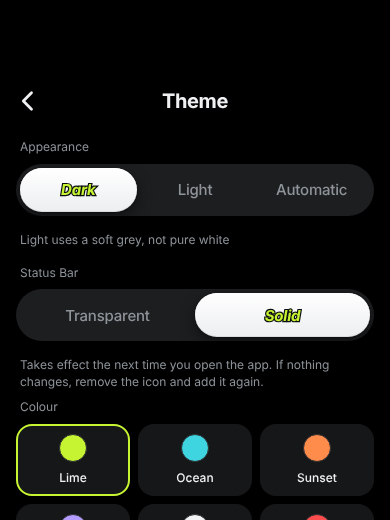 Theme
Appearance
Dark Light Automatic
Light uses a soft grey, not pure white
Status Bar
Transparent Solid
Takes effect the next time you open the app. If nothing
changes, remove the icon and add it again.
Colour
Lime Ocean Sunset